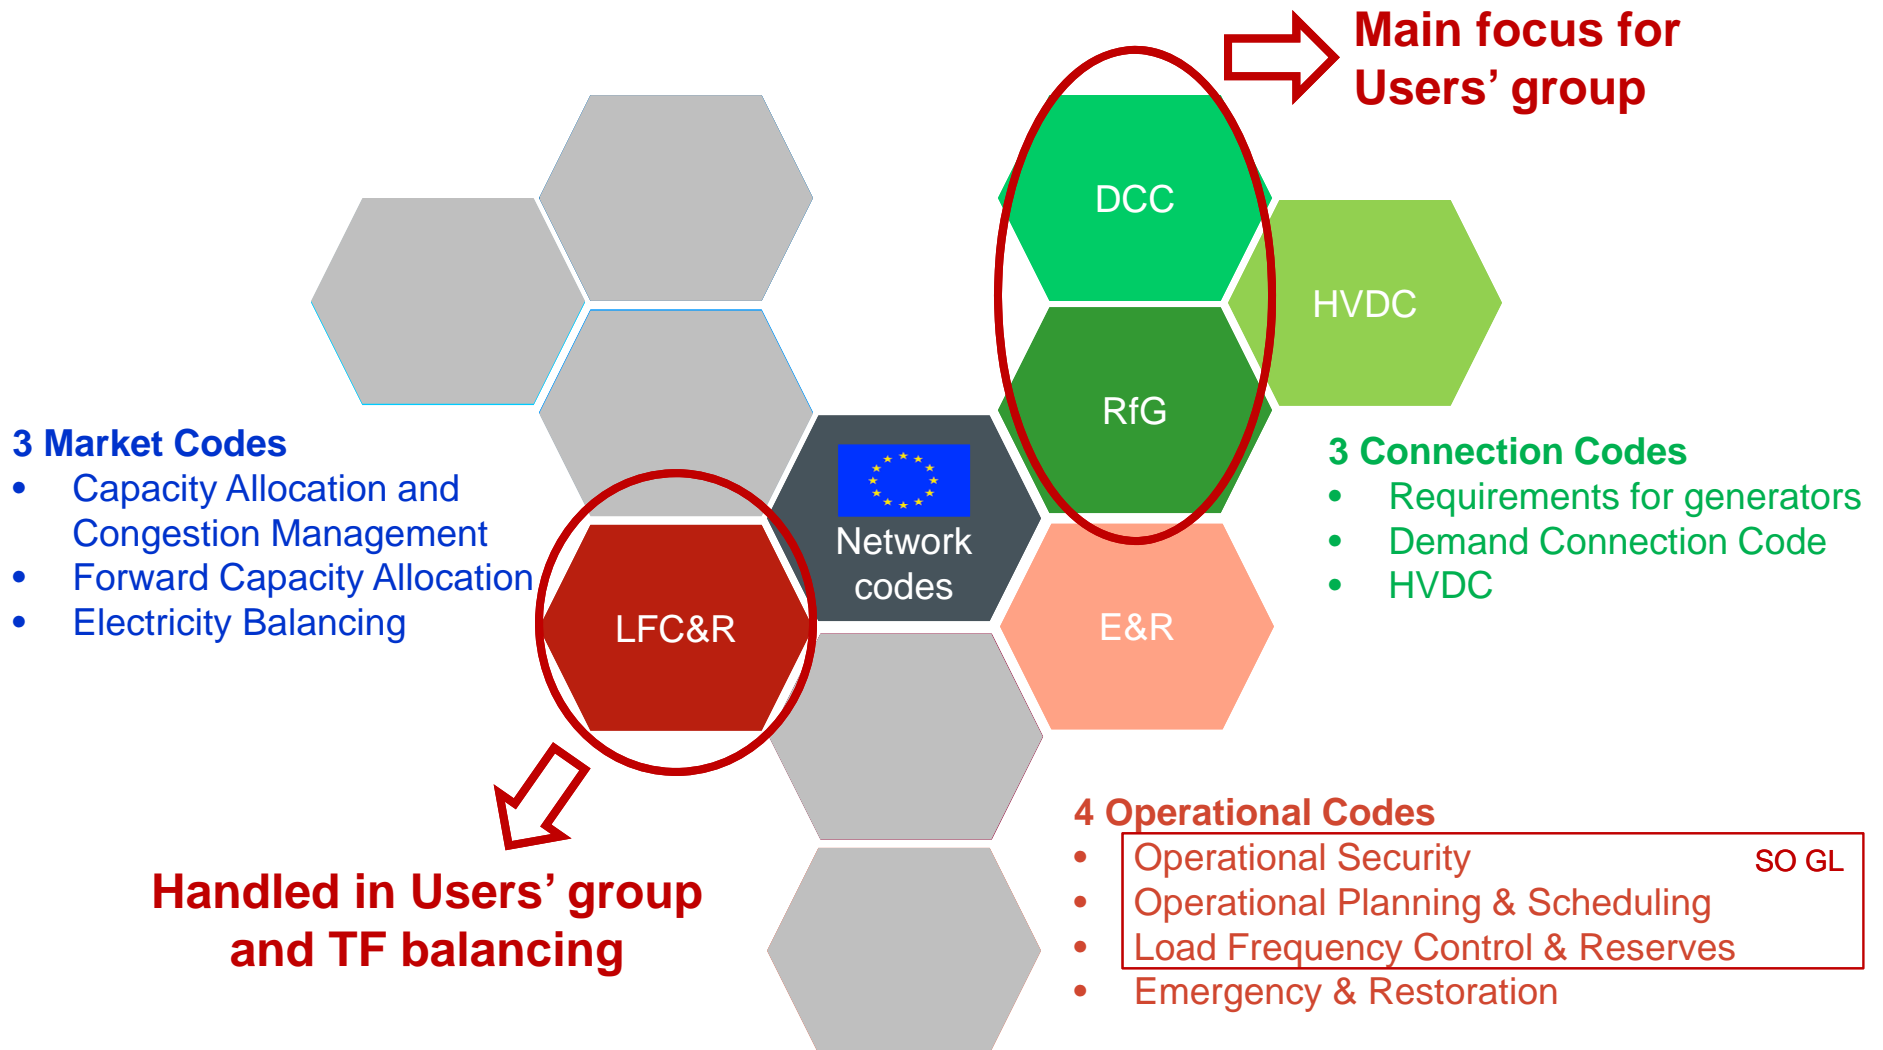 Main focus for
Users’ group
DCC
HVDC
RfG
3 Market Codes
• Capacity Allocation and
Congestion Management
• Forward Capacity Allocation
• Electricity Balancing
Network
codes
3 Connection Codes
• Requirements for generators
• Demand Connection Code
• HVDC
LFC&R
E&R
Handled in Users’ group
and TF balancing
4 Operational Codes
• Operational Security
SO GL
• Operational Planning & Scheduling
• Load Frequency Control & Reserves
• Emergency & Restoration